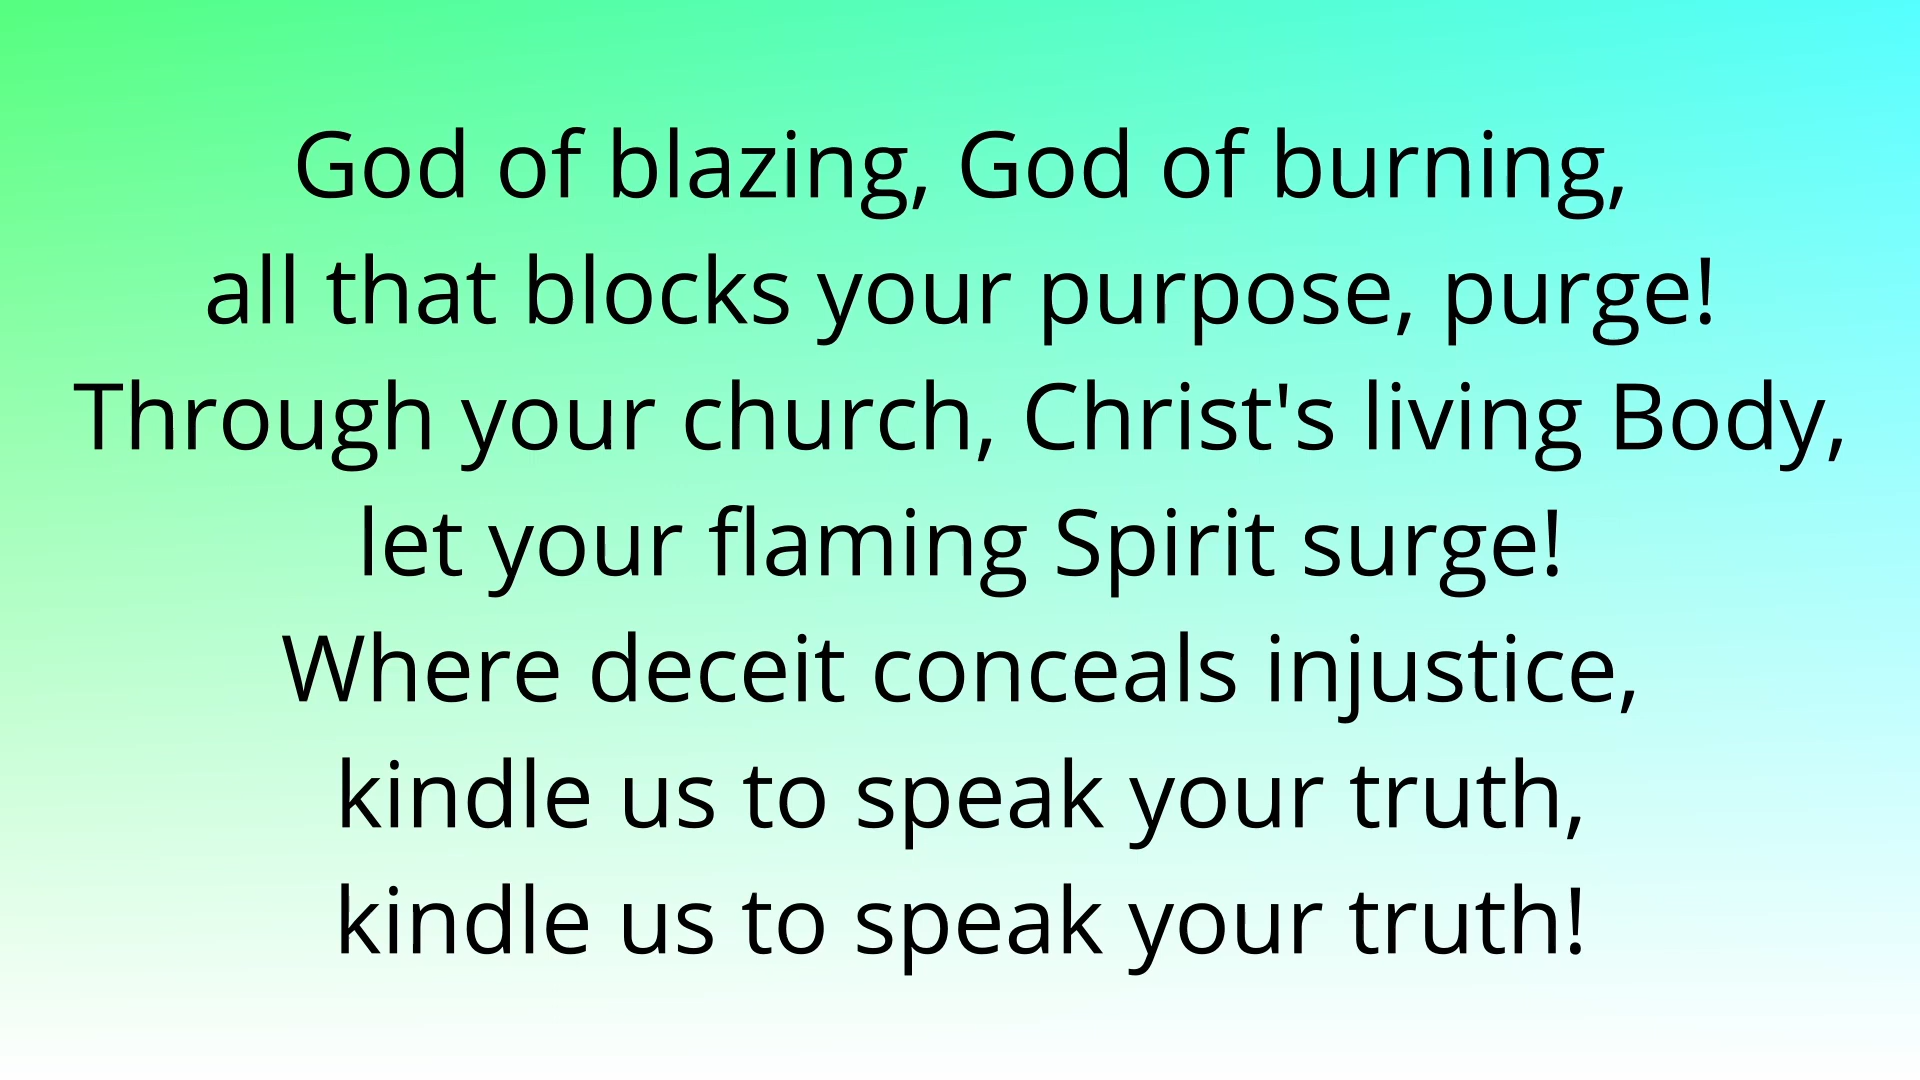 God of blazing, God of burning,
all that blocks your purpose, purge!
Through your church, Christ's living Body,
let your flaming Spirit surge!
Where deceit conceals injustice,
kindle us to speak your truth,
kindle us to speak your truth!